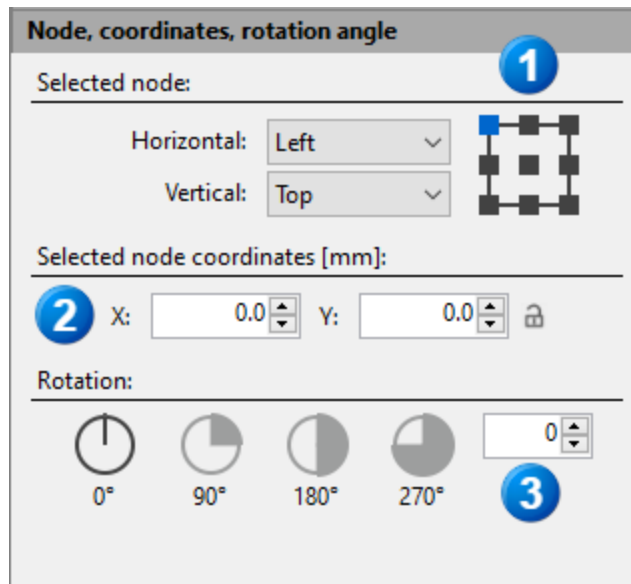 Node, coordinates, rotation angle
1
Selected node:
Horizontal: Left
Vertical: Top
Selected node coordinates [mm]:
2 X: 0.0 Y: 0.0
Rotation:
0
0° 90° 180° 270° 3